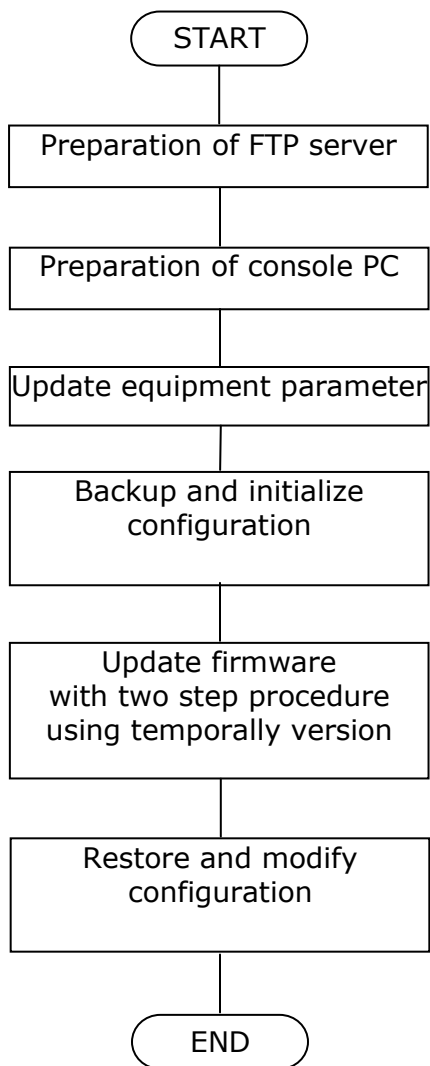 START
Preparation of FTP server
Preparation of console PC
Update equipment parameter
Backup and initialize
configuration
Update firmware
with two step procedure
using temporally version
Restore and modify
configuration
END